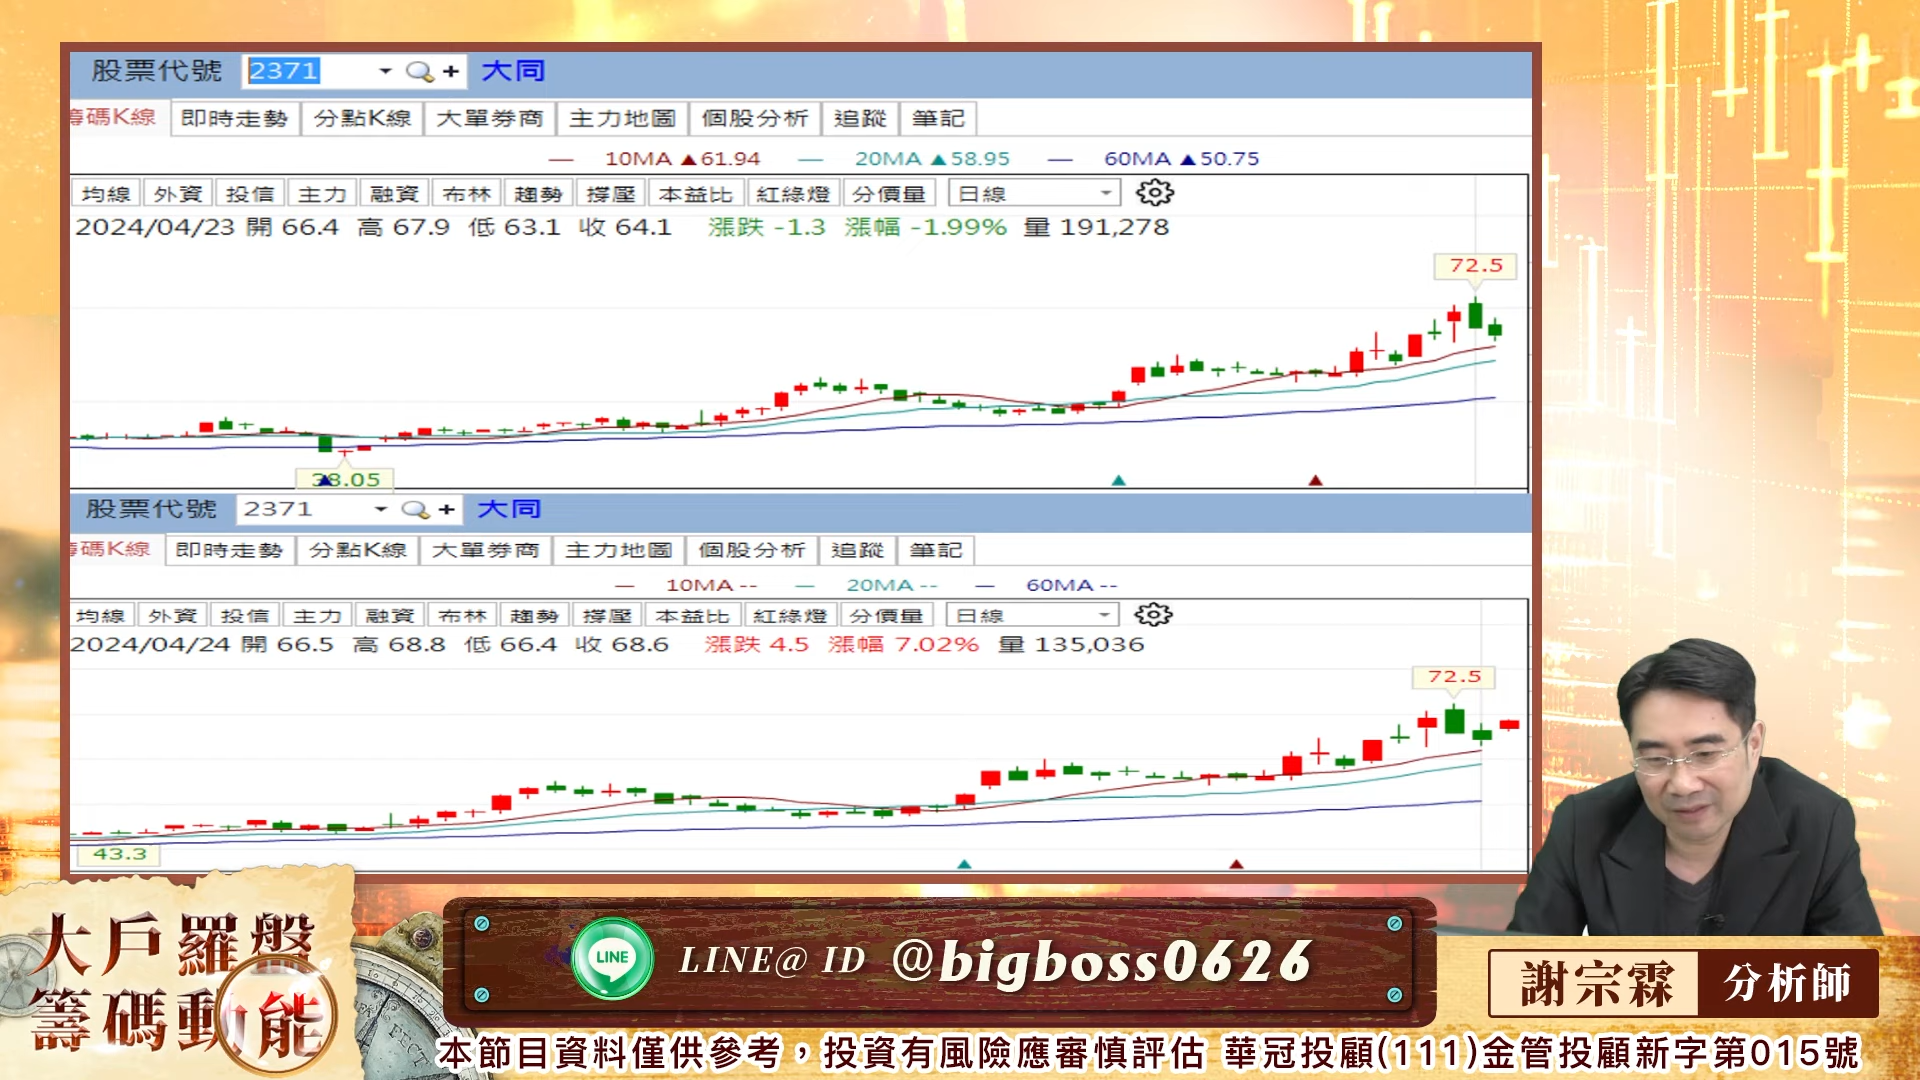 股票代號 2371 大同
籌碼K線 即時走勢 分點K線 大單券商 主力地圖 個股分析 追蹤 筆記
10MA ▲61.94 20MA ▲58.95 60MA ▲50.75
均線 外資 投信 主力 融資 布林 趨勢 撐壓 本益比 紅綠燈 分價量 日線
2024/04/23 開 66.4 高 67.9 低 63.1 收 64.1 漲跌 -1.3 漲幅 -1.99% 量 191,278
72.5
38.05
股票代號 2371 大同
籌碼K線 即時走勢 分點K線 大單券商 主力地圖 個股分析 追蹤 筆記
10MA -- 20MA -- 60MA --
均線 外資 投信 主力 融資 布林 趨勢 撐壓 本益比 紅綠燈 分價量 日線
2024/04/24 開 66.5 高 68.8 低 66.4 收 68.6 漲跌 4.5 漲幅 7.02% 量 135,036
72.5
43.3
大戶羅盤
籌碼動能
LINE LINE@ ID @bigboss0626
謝宗霖 分析師
本節目資料僅供參考，投資有風險應審慎評估 華冠投顧(111)金管投顧新字第015號